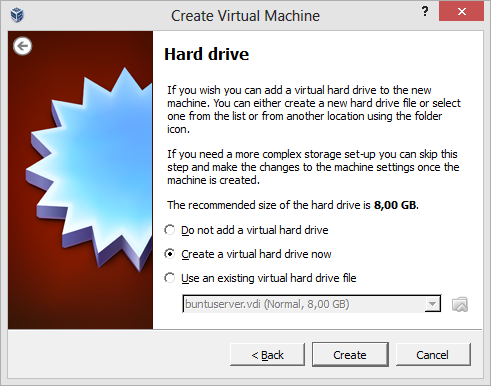 Create Virtual Machine
?
Hard drive
If you wish you can add a virtual hard drive to the new
machine. You can either create a new hard drive file or select
one from the list or from another location using the folder
icon.
If you need a more complex storage set-up you can skip this
step and make the changes to the machine settings once the
machine is created.
The recommended size of the hard drive is 8,00 GB.
Do not add a virtual hard drive
Create a virtual hard drive now
Use an existing virtual hard drive file
buntuserver.vdi (Normal, 8,00 GB)
< Back
Create
Cancel